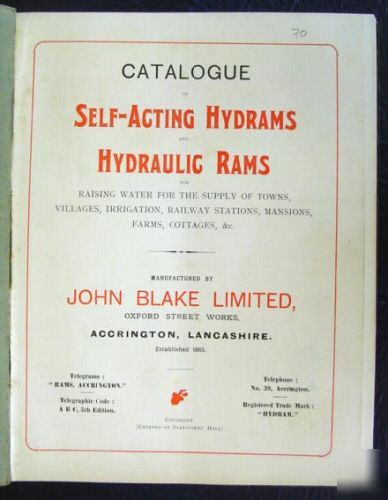 70
CATALOGUE
OF
SELF-ACTING HYDRAMS
AND
HYDRAULIC RAMS
FOR
RAISING WATER FOR THE SUPPLY OF TOWNS,
VILLAGES, IRRIGATION, RAILWAY STATIONS, MANSIONS,
FARMS, COTTAGES, &c.
MANUFACTURED BY
JOHN BLAKE LIMITED,
OXFORD STREET WORKS,
ACCRINGTON, LANCASHIRE.
Established 1865.
Telegrams:
"RAMS, ACCRINGTON."
Telegraphic Code:
A B C, 5th Edition.
Telephone:
No. 39, Accrington.
Registered Trade Mark:
"HYDRAM."
COPYRIGHT
[ENTERED AT STATIONERS' HALL]